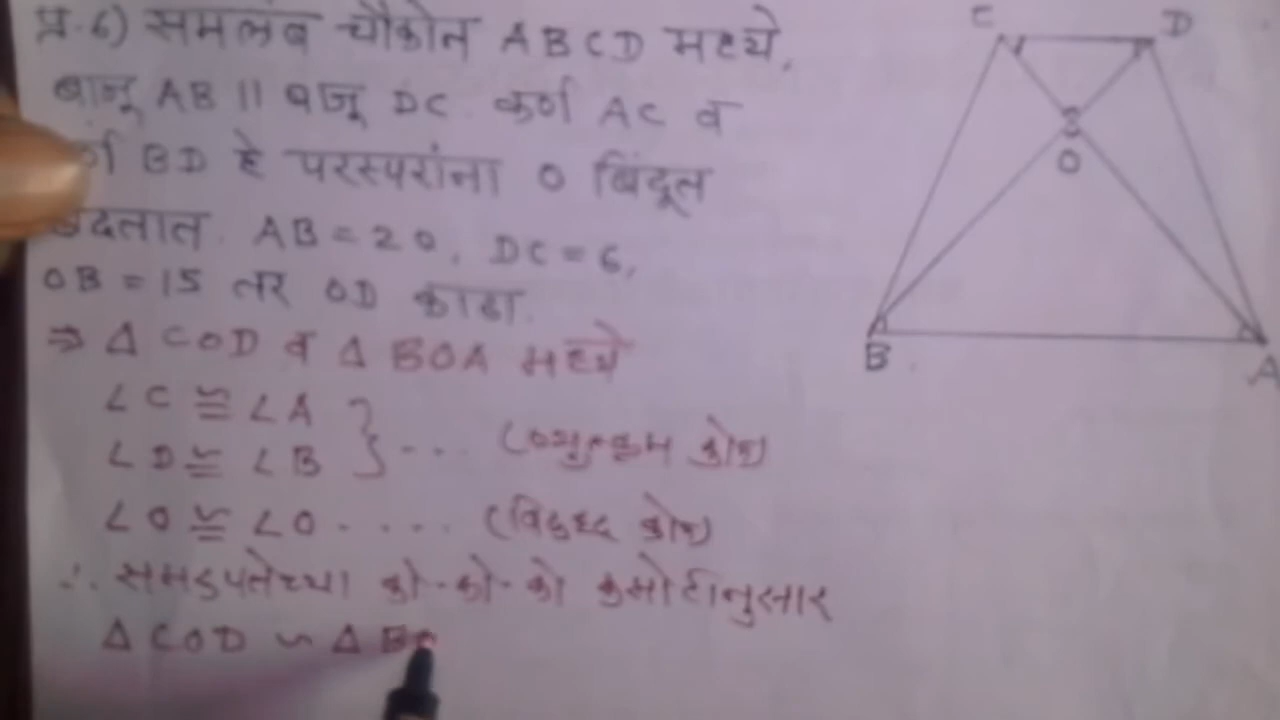 प्र.6) समलंब चौकोन ABCD मध्ये,
बाजू AB || बाजू DC. कर्ण AC व
BD हे परस्परांना O बिंदूत
छेदतात. AB = 20, DC = 6,
OB = 15 तर OD काढा.
⇒ Δ COD व Δ BOA मध्ये
∠C ≅ ∠A
∠D ≅ ∠B } ... (व्युत्क्रम कोन)
∠O ≅ ∠O .... (विरुद्ध कोन)
∴ समरूपतेच्या को-को-को कसोटीनुसार
Δ COD ~ Δ BO
C D
O
B A